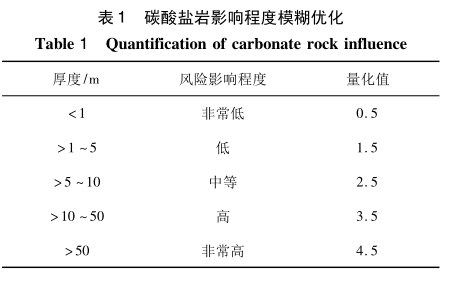 表1 碳酸盐岩影响程度模糊优化
Table 1 Quantification of carbonate rock influence
厚度/m 风险影响程度 量化值
<1 非常低 0.5
>1~5 低 1.5
>5~10 中等 2.5
>10~50 高 3.5
>50 非常高 4.5